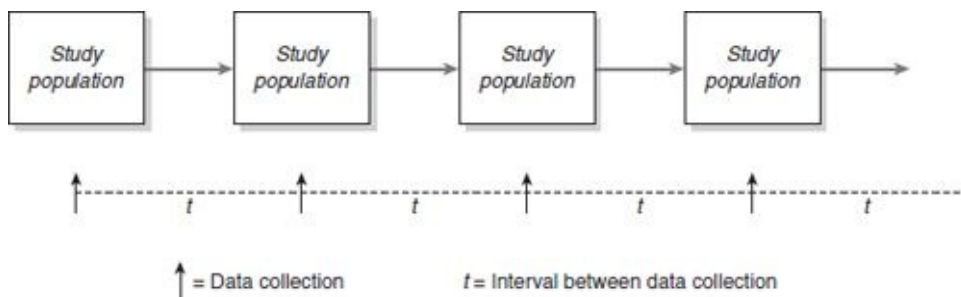 Study population
Study population
Study population
Study population
t
t
t
t
= Data collection
t = Interval between data collection